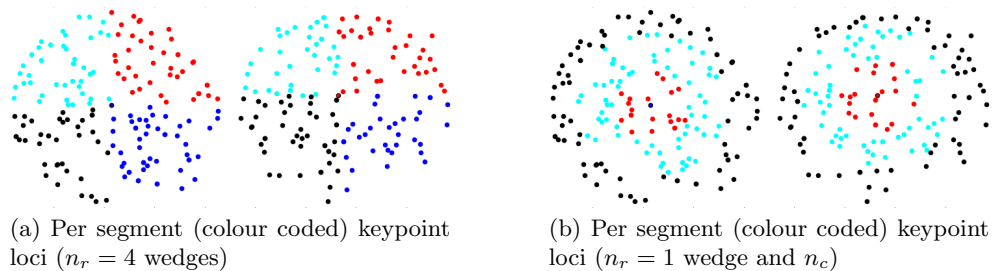 (a) Per segment (colour coded) keypoint
loci (n_r = 4 wedges)
(b) Per segment (colour coded) keypoint
loci (n_r = 1 wedge and n_c)